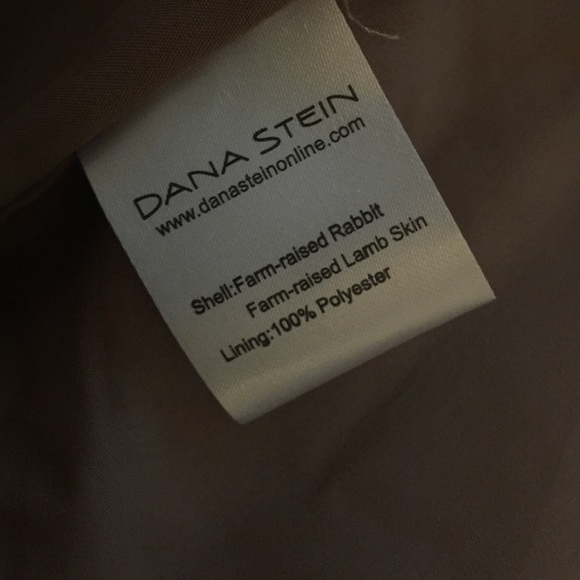 DANA STEIN
www.danasteinonline.com
Shell:Farm-raised Rabbit
Farm-raised Lamb Skin
Lining:100% Polyester